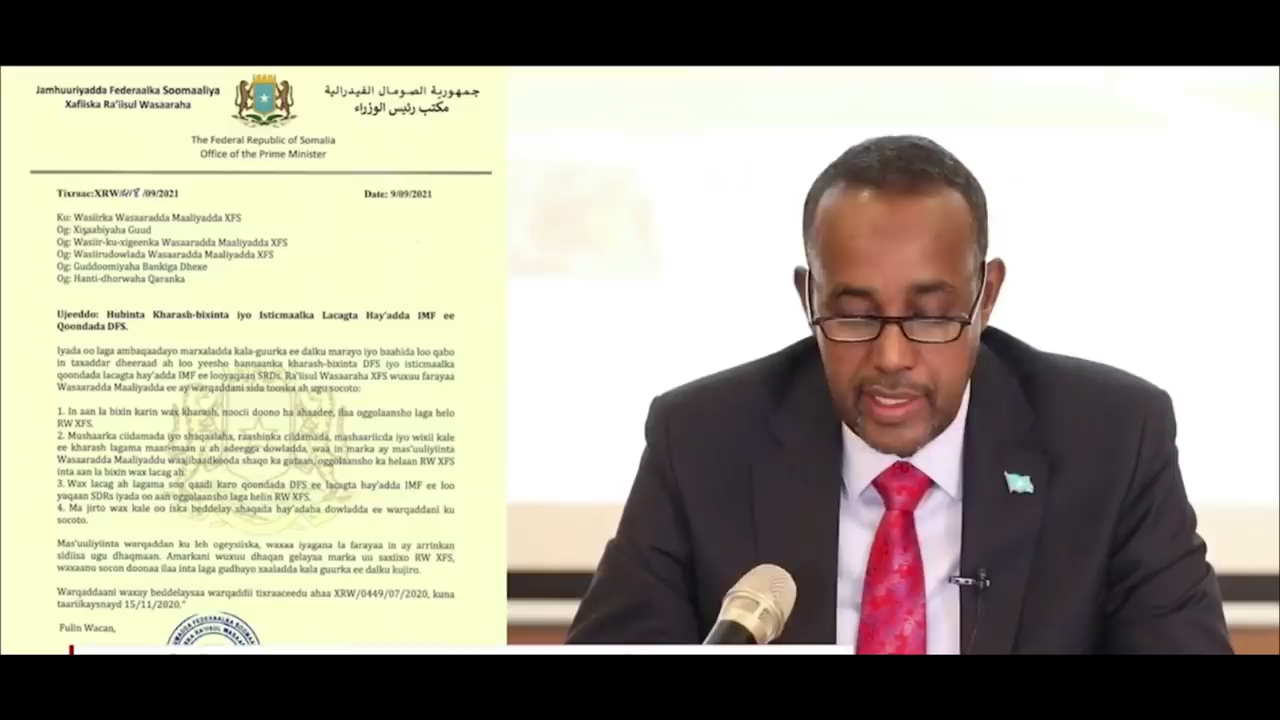 Jamhuuriyadda Federaalka Soomaaliya
Xafiiska Ra'iisul Wasaaraha
جمهورية الصومال الفيدرالية
مكتب رئيس الوزراء
The Federal Republic of Somalia
Office of the Prime Minister
Tixraac:XRW/ /09/2021
Date: 9/09/2021
Ku: Wasiirka Wasaaradda Maaliyadda XFS
Og: Xisaabiyaha Guud
Og: Wasiir-ku-xigeenka Wasaaradda Maaliyadda XFS
Og: Wasiirudowlada Wasaaradda Maaliyadda XFS
Og: Guddoomiyaha Bankiga Dhexe
Og: Hanti-dhorwaha Qaranka
Ujeeddo: Hubinta Kharash-bixinta iyo Isticmaalka Lacagta Hay'adda IMF ee
Qoondada DFS.
Iyada oo laga ambaqaadayo marxaladda kala-guurka ee dalku marayo iyo baahida loo qabo
in taxaddar dheeraad ah loo yeesho hannaanka kharash-bixinta DFS iyo isticmaalka
qoondada lacagta hay'adda IMF ee looyaqaan SRDs, Ra'iisul Wasaaraha XFS wuxuu farayaa
Wasaaradda Maaliyadda ee ay warqaddani sida tooska ah ugu socoto:
1. In aan la bixin karin wax kharash, noocii doono ha ahaadee, ilaa oggolaansho laga helo
RW XFS.
2. Mushaarka ciidamada iyo shaqaalaha, raashinka ciidamada, mashaariicda iyo wixii kale
ee kharash lagama maar-maan u ah adeegga dowladda, waa in marka ay mas'uuliyiinta
Wasaaradda Maaliyaddu waajibaadkooda shaqo ka gutaan, oggolaansho ka helaan RW XFS
inta aan la bixin wax lacag ah.
3. Wax lacag ah lagama soo qaadi karo qoondada DFS ee lacagta hay'adda IMF ee loo
yaqaan SDRs iyada oo aan oggolaansho laga helin RW XFS.
4. Ma jirto wax kale oo iska beddelay shaqada hay'adaha dowladda ee warqaddani ku
socoto.
Mas'uuliyiinta warqaddan ku leh ogeysiiska, waxaa iyagana la farayaa in ay arrinkan
sidiisa ugu dhaqmaan. Amarkani wuxuu dhaqan gelayaa marka uu saxiixo RW XFS,
waxaanu socon doonaa ilaa inta laga gudbayo xaaladda kala guurka ee dalku kujiro.
Warqaddaani waxay beddelaysaa warqaddii tixraaceedu ahaa XRW/0449/07/2020, kuna
taariikaysnayd 15/11/2020."
Fulin Wacan,